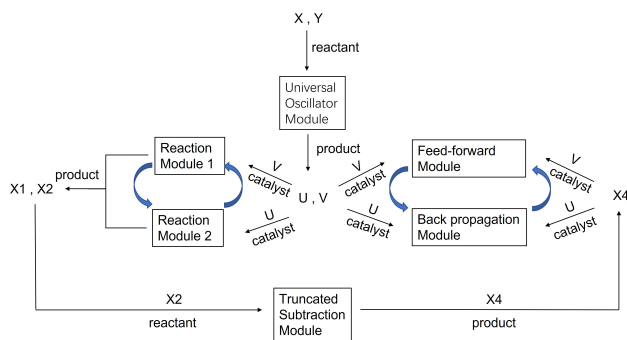 X , Y
reactant
Universal
Oscillator
Module
product
Reaction
Module 1
product
X1 , X2
Reaction
Module 2
V
catalyst
U , V
U
catalyst
V
catalyst
U
catalyst
Feed-forward
Module
Back propagation
Module
V
catalyst
X4
U
catalyst
X2
reactant
Truncated
Subtraction
Module
X4
product